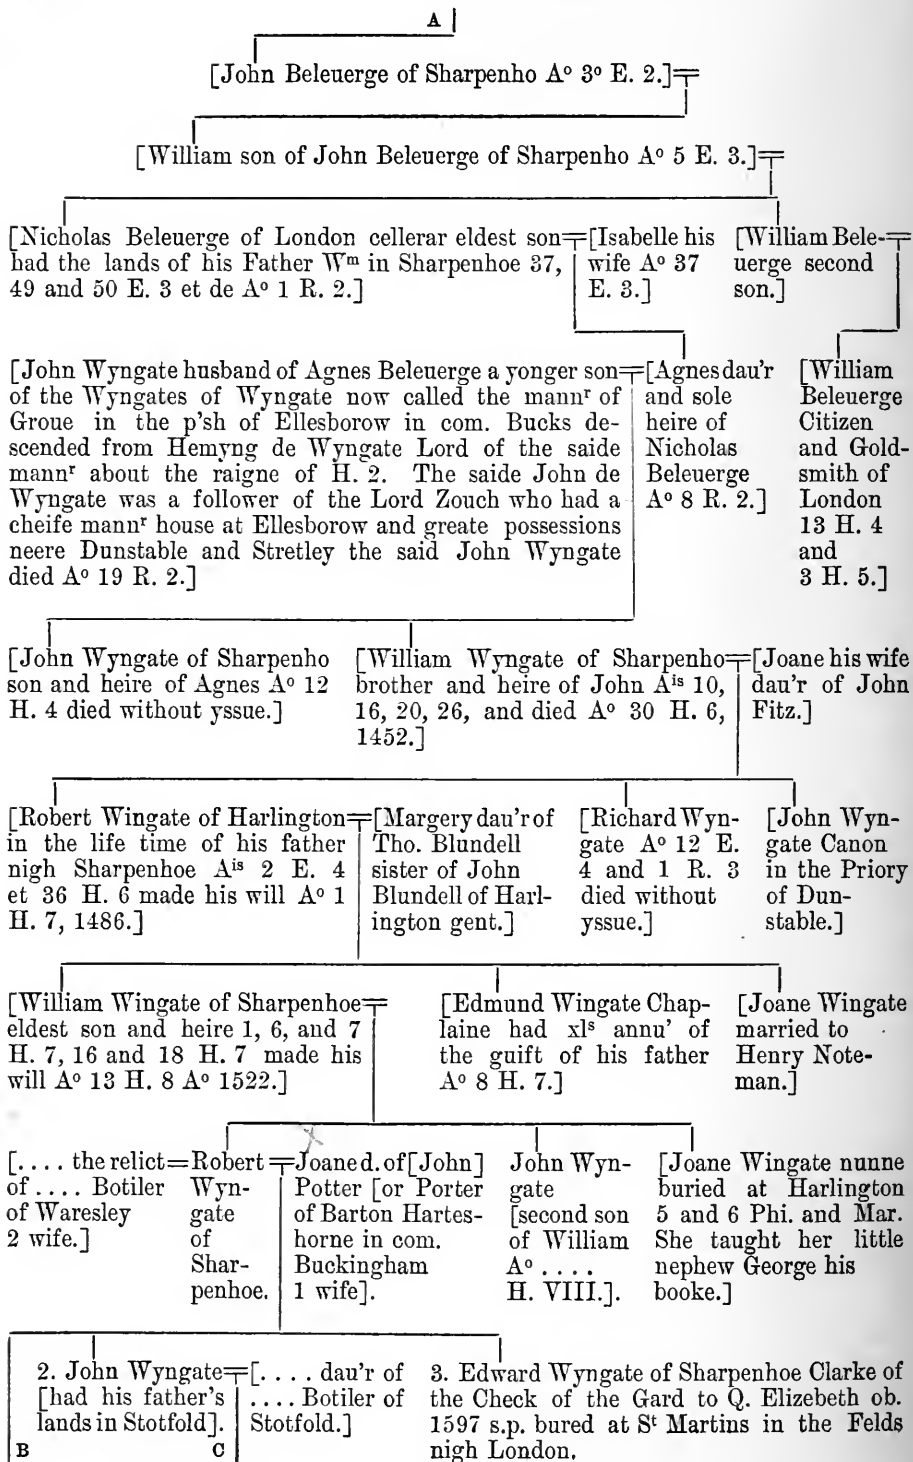 A
[John Beleuerge of Sharpenho Aº 3º E. 2.]
[William son of John Beleuerge of Sharpenho Aº 5 E. 3.]
[Nicholas Beleuerge of London cellerar eldest son
had the lands of his Father Wᵐ in Sharpenhoe 37,
49 and 50 E. 3 et de Aº 1 R. 2.]
[Isabelle his
wife Aº 37
E. 3.]
[William Bele-
uerge second
son.]
[John Wyngate husband of Agnes Beleuerge a yonger son
of the Wyngates of Wyngate now called the mannʳ of
Groue in the p'sh of Ellesborow in com. Bucks de-
scended from Hemyng de Wyngate Lord of the saide
mannʳ about the raigne of H. 2. The saide John de
Wyngate was a follower of the Lord Zouch who had a
cheife mannʳ house at Ellesborow and greate possessions
neere Dunstable and Stretley the said John Wyngate
died Aº 19 R. 2.]
[Agnes dau'r
and sole
heire of
Nicholas
Beleuerge
Aº 8 R. 2.]
[William
Beleuerge
Citizen
and Gold-
smith of
London
13 H. 4
and
3 H. 5.]
[John Wyngate of Sharpenho
son and heire of Agnes Aº 12
H. 4 died without yssue.]
[William Wyngate of Sharpenho
brother and heire of John Aⁱˢ 10,
16, 20, 26, and died Aº 30 H. 6,
1452.]
[Joane his wife
dau'r of John
Fitz.]
[Robert Wingate of Harlington
in the life time of his father
nigh Sharpenhoe Aⁱˢ 2 E. 4
et 36 H. 6 made his will Aº 1
H. 7, 1486.]
[Margery dau'r of
Tho. Blundell
sister of John
Blundell of Harl-
ington gent.]
[Richard Wyn-
gate Aº 12 E.
4 and 1 R. 3
died without
yssue.]
[John Wyn-
gate Canon
in the Priory
of Dun-
stable.]
[William Wingate of Sharpenhoe
eldest son and heire 1, 6, and 7
H. 7, 16 and 18 H. 7 made his
will Aº 13 H. 8 Aº 1522.]
[Edmund Wingate Chap-
laine had xlˢ annu' of
the guift of his father
Aº 8 H. 7.]
[Joane Wingate
married to
Henry Note-
man.]
[.... the relict
of .... Botiler
of Waresley
2 wife.]
Robert
Wyn-
gate
of
Shar-
penhoe.
Joane d. of [John]
Potter [or Porter
of Barton Hartes-
horne in com.
Buckingham
1 wife].
John Wyn-
gate
[second son
of William
Aº ....
H. VIII.].
[Joane Wingate nunne
buried at Harlington
5 and 6 Phi. and Mar.
She taught her little
nephew George his
booke.]
2. John Wyngate
[had his father's
lands in Stotfold].
[.... dau'r of
.... Botiler of
Stotfold.]
3. Edward Wyngate of Sharpenhoe Clarke of
the Check of the Gard to Q. Elizebeth ob.
1597 s.p. bured at Sᵗ Martins in the Felds
nigh London.
B C